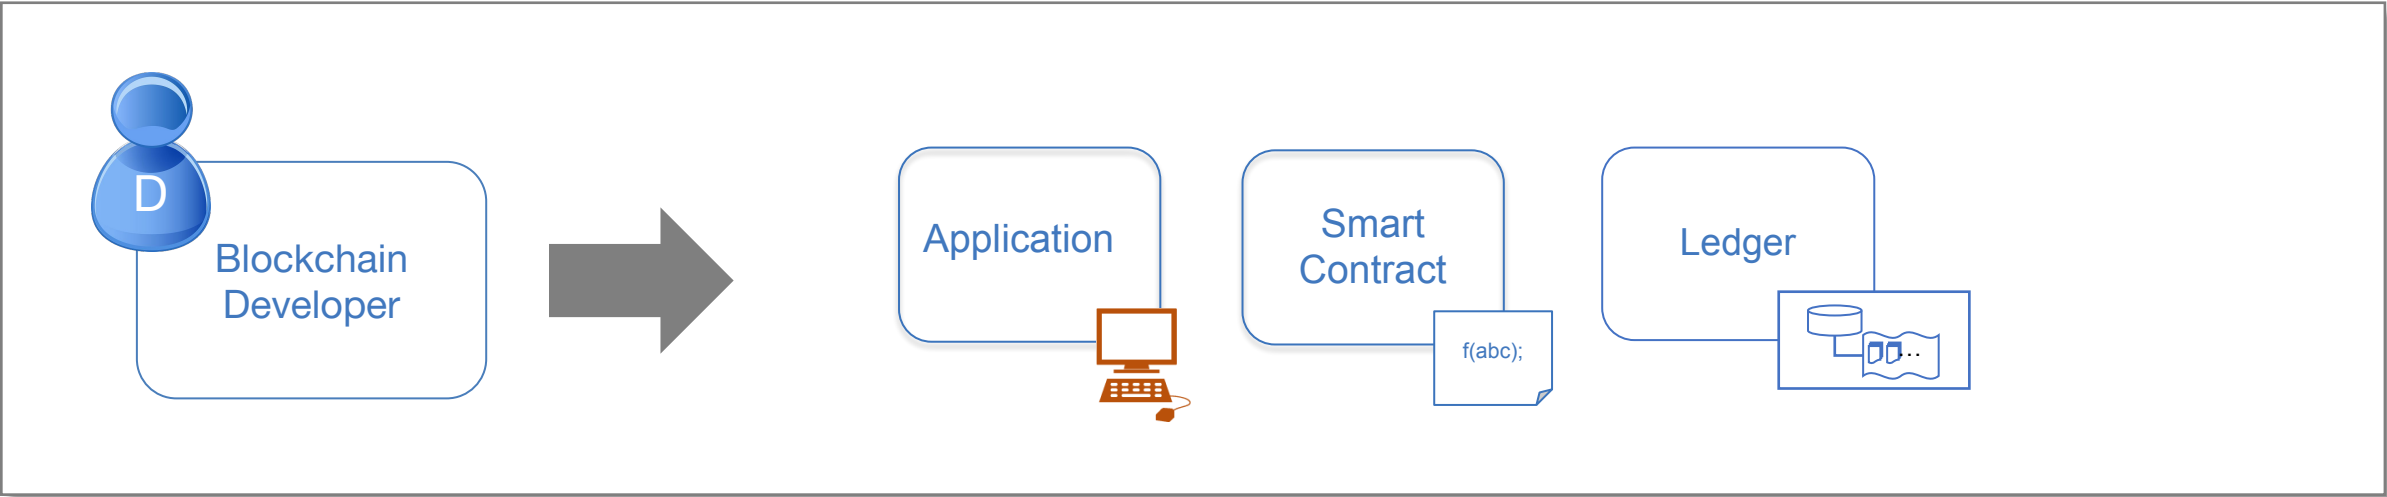 D
Blockchain
Developer
Application
Smart
Contract
f(abc);
Ledger
...